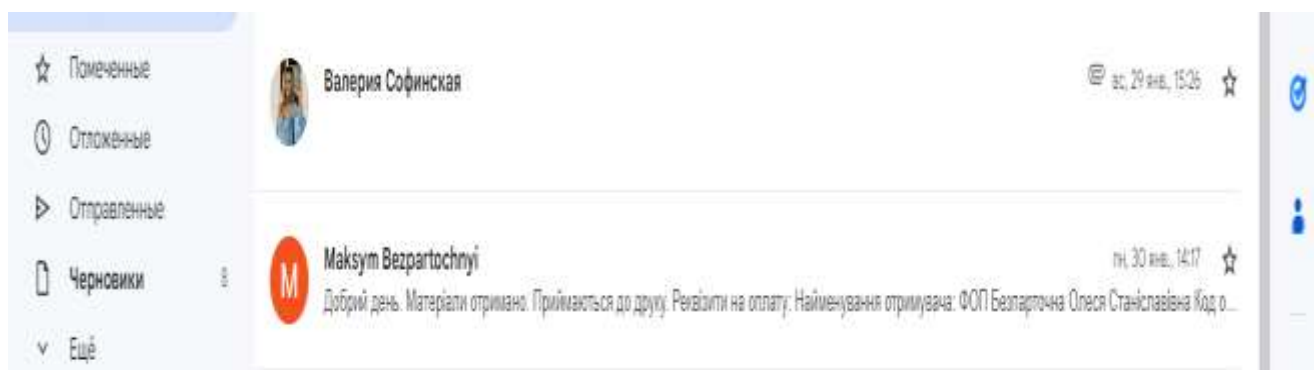 Помеченные
Отложенные
Отправленные
Черновики 8
Ещё
Валерия Софинская вс, 29 янв., 15:26
Maksym Bezpartochnyi пн, 30 янв., 14:17
M Добрий день. Матеріали отримано. Приймаються до друку. Реквізити на оплату: Найменування отримувача: ФОП Безпарточна Олеся Станіславівна Код о...